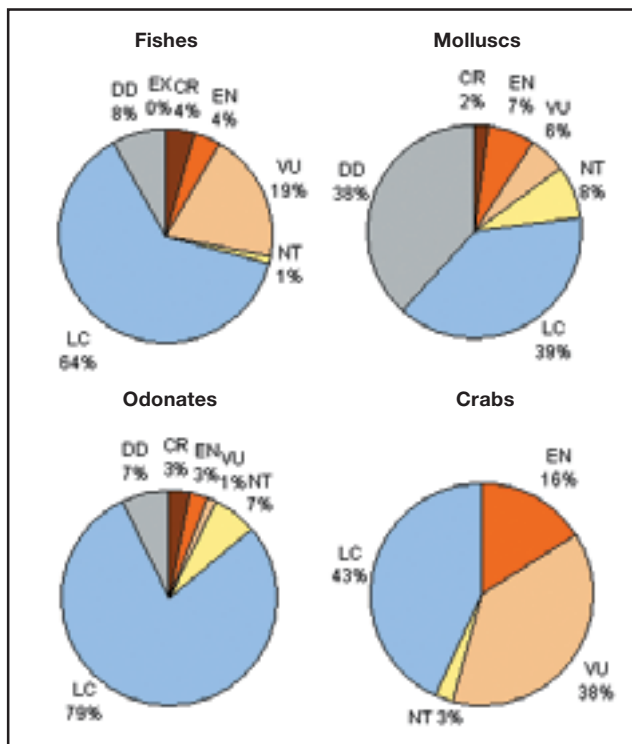 Fishes
DD
8%
EX
0%
CR
4%
EN
4%
VU
19%
NT
1%
LC
64%
Molluscs
CR
2%
EN
7%
VU
6%
NT
8%
LC
39%
DD
38%
Odonates
DD
7%
CR
3%
EN
3%
VU
1%
NT
7%
LC
79%
Crabs
EN
16%
VU
38%
NT 3%
LC
43%